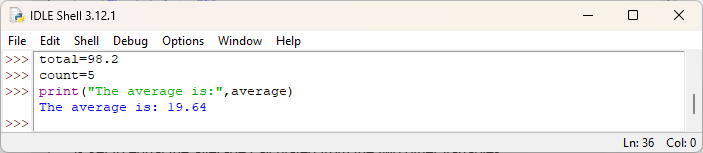 IDLE Shell 3.12.1
File Edit Shell Debug Options Window Help
>>> total=98.2
>>> count=5
>>> print("The average is:",average)
The average is: 19.64
>>>
Ln: 36 Col: 0